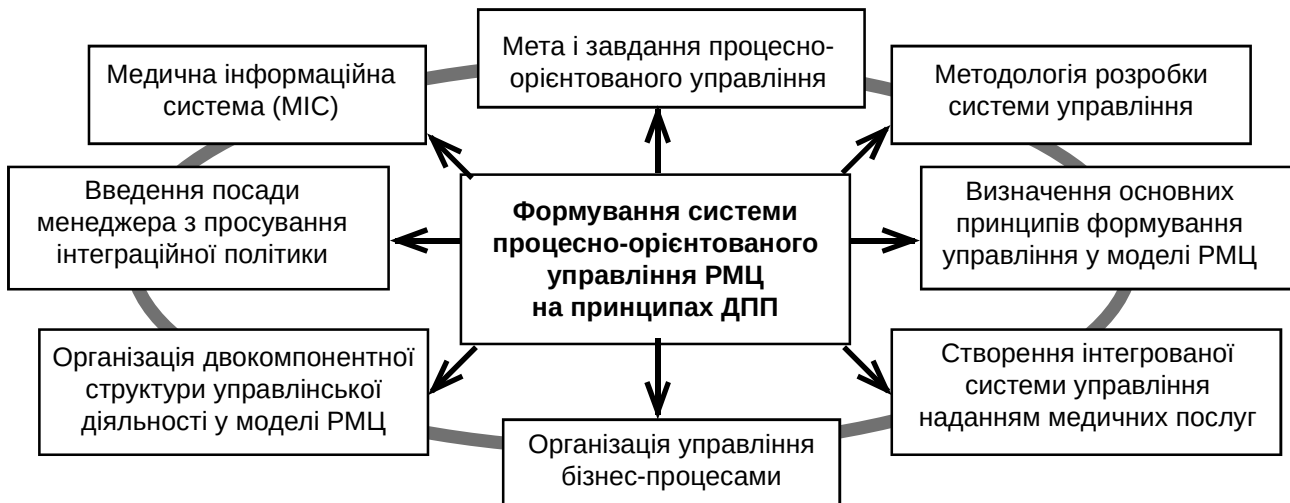 Мета і завдання процесно-
орієнтованого управління
Медична інформаційна
система (МІС)
Методологія розробки
системи управління
Введення посади
менеджера з просування
інтеграційної політики
Формування системи
процесно-орієнтованого
управління РМЦ
на принципах ДПП
Визначення основних
принципів формування
управління у моделі РМЦ
Організація двокомпонентної
структури управлінської
діяльності у моделі РМЦ
Створення інтегрованої
системи управління
наданням медичних послуг
Організація управління
бізнес-процесами